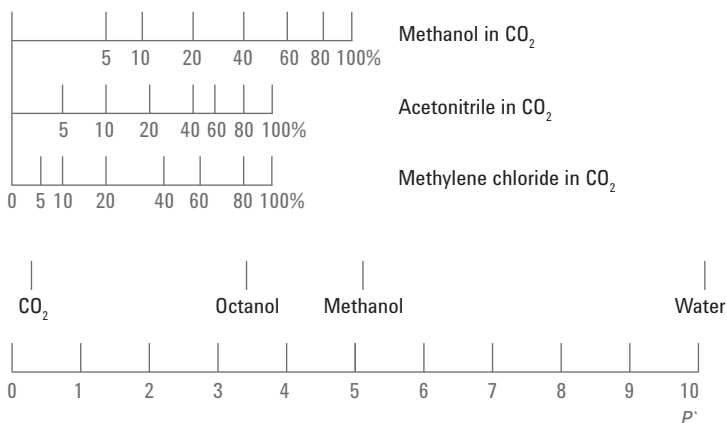 Methanol in CO₂
5 10 20 40 60 80 100%
Acetonitrile in CO₂
5 10 20 40 60 80 100%
Methylene chloride in CO₂
0 5 10 20 40 60 80 100%
CO₂ Octanol Methanol Water
0 1 2 3 4 5 6 7 8 9 10
P`